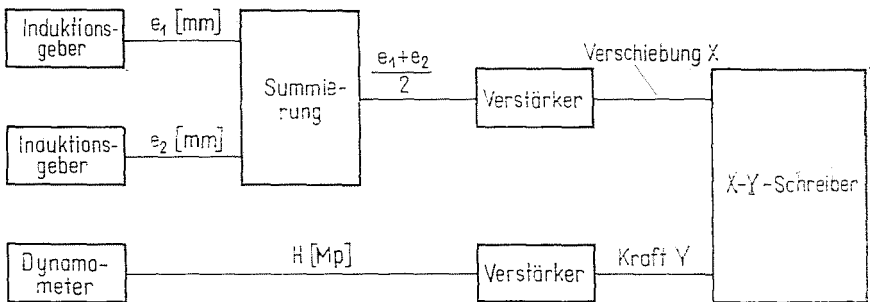 Induktions-
geber
e₁ [mm]
Summie-
rung
e₁+e₂
2
Verstärker
Verschiebung X
X-Y-Schreiber
Induktions-
geber
e₂ [mm]
Dynamo-
meter
H [Mp]
Verstärker
Kraft Y